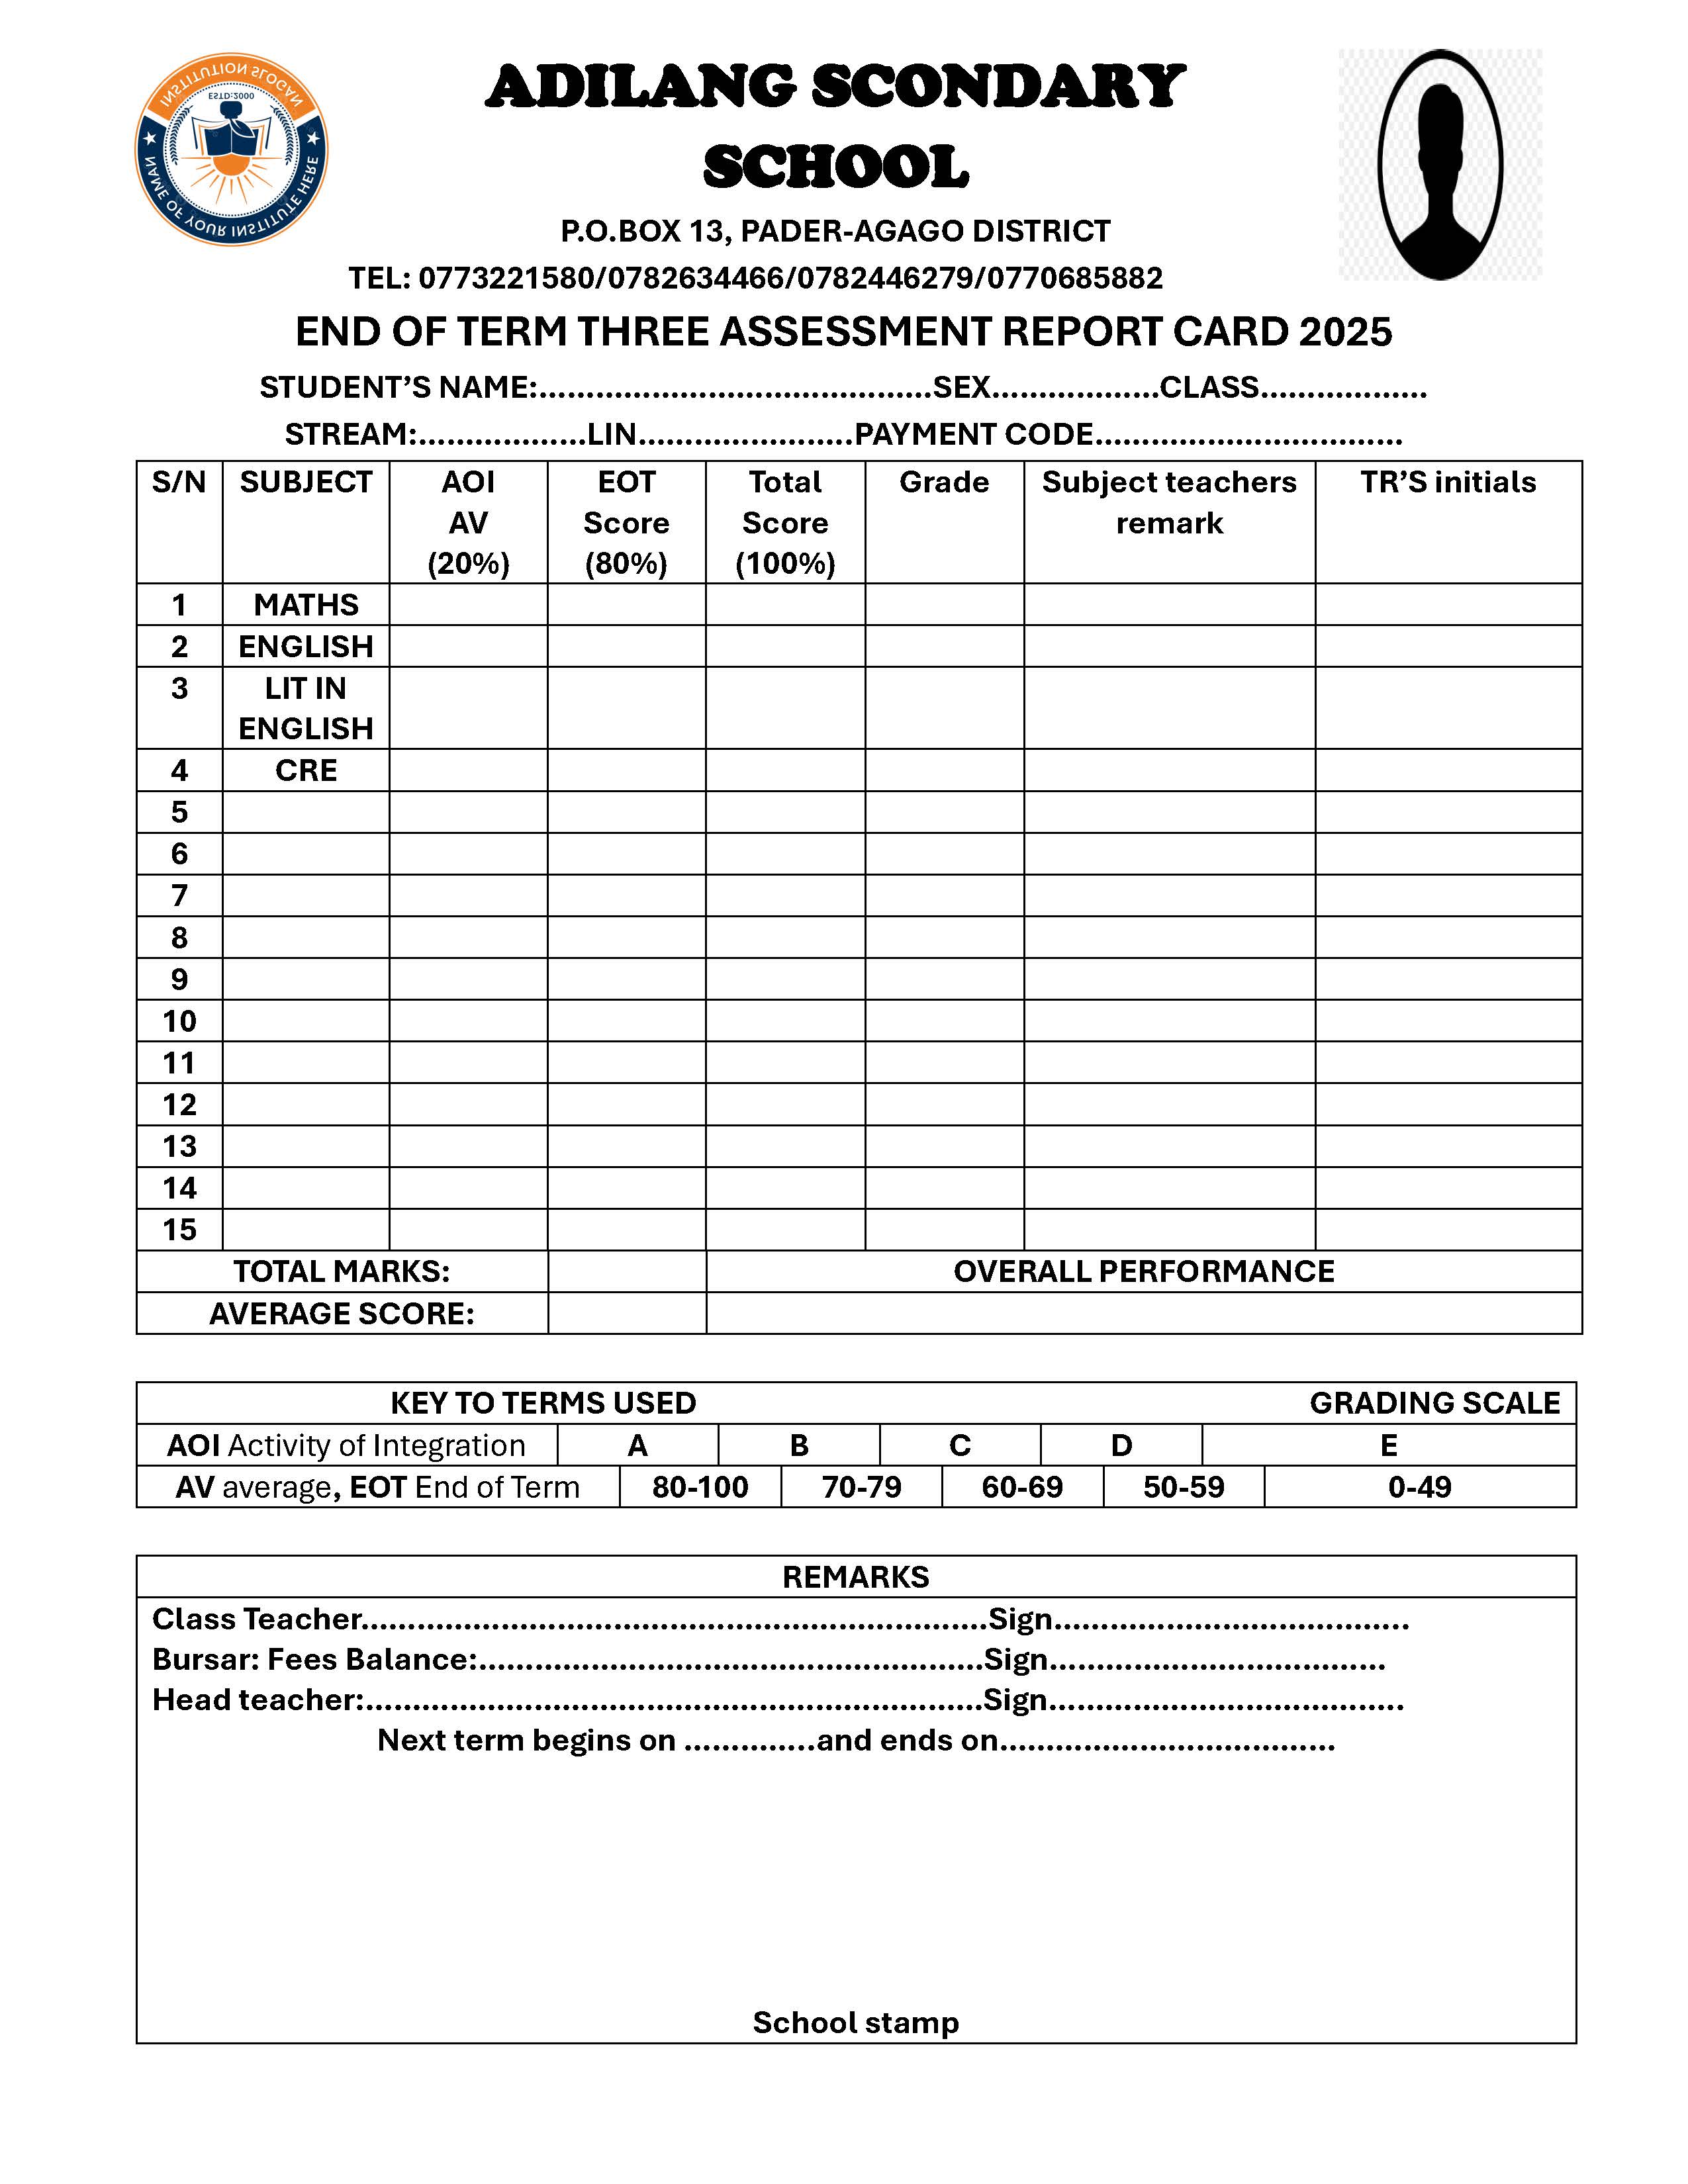 INSTITUTION SLOGAN
ESTD:2000
NAME OF YOUR INSTITUTE HERE
ADILANG SCONDARY
SCHOOL
P.O.BOX 13, PADER-AGAGO DISTRICT
TEL: 0773221580/0782634466/0782446279/0770685882
END OF TERM THREE ASSESSMENT REPORT CARD 2025
STUDENT’S NAME:..........................................SEX..................CLASS..................
STREAM:..................LIN.......................PAYMENT CODE.................................
S/N SUBJECT AOI AV (20%) EOT Score (80%) Total Score (100%) Grade Subject teachers remark TR’S initials
1 MATHS
2 ENGLISH
3 LIT IN ENGLISH
4 CRE
5
6
7
8
9
10
11
12
13
14
15
TOTAL MARKS: OVERALL PERFORMANCE
AVERAGE SCORE:
KEY TO TERMS USED GRADING SCALE
AOI Activity of Integration A B C D E
AV average, EOT End of Term 80-100 70-79 60-69 50-59 0-49
REMARKS
Class Teacher...................................................................Sign......................................
Bursar: Fees Balance:......................................................Sign....................................
Head teacher:..................................................................Sign......................................
Next term begins on ..............and ends on....................................
School stamp